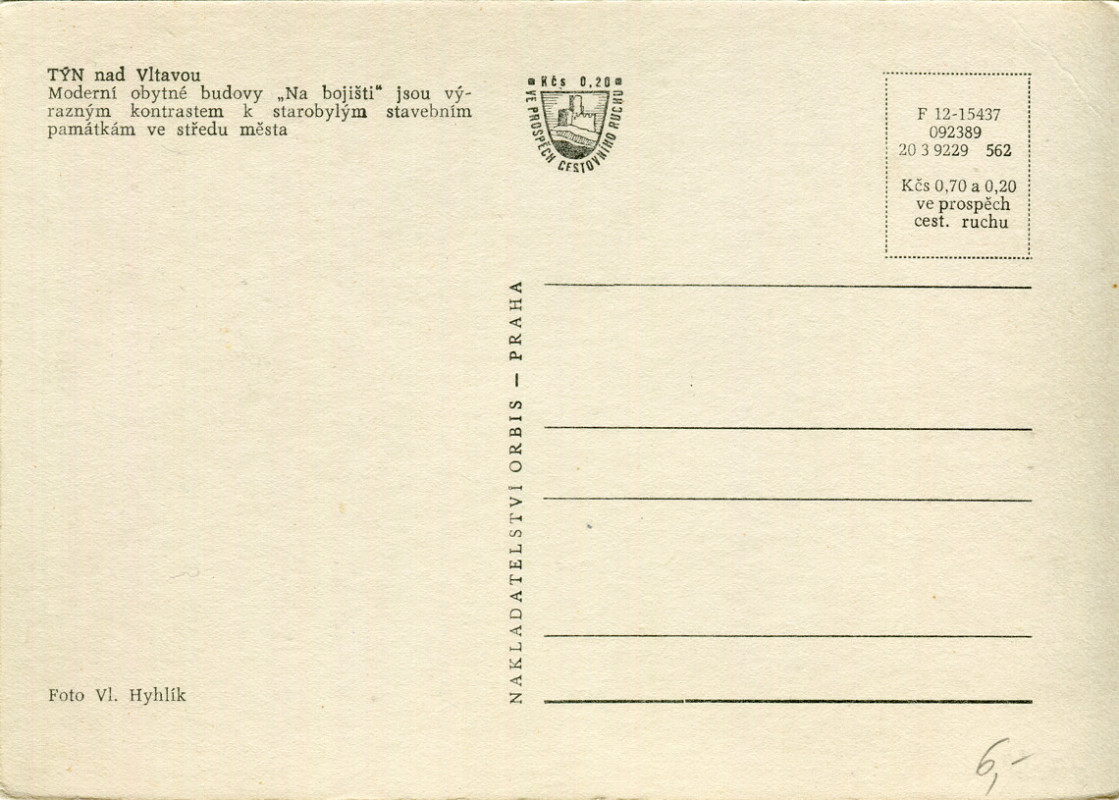 TÝN nad Vltavou
Moderní obytné budovy „Na bojišti“ jsou vý-
razným kontrastem k starobylým stavebním
památkám ve středu města
Kčs 0,20
VE PROSPĚCH CESTOVNÍHO RUCHU
F 12-15437
092389
20 3 9229 562
Kčs 0,70 a 0,20
ve prospěch
cest. ruchu
NAKLADATELSTVÍ ORBIS — PRAHA
Foto Vl. Hyhlík
6,-